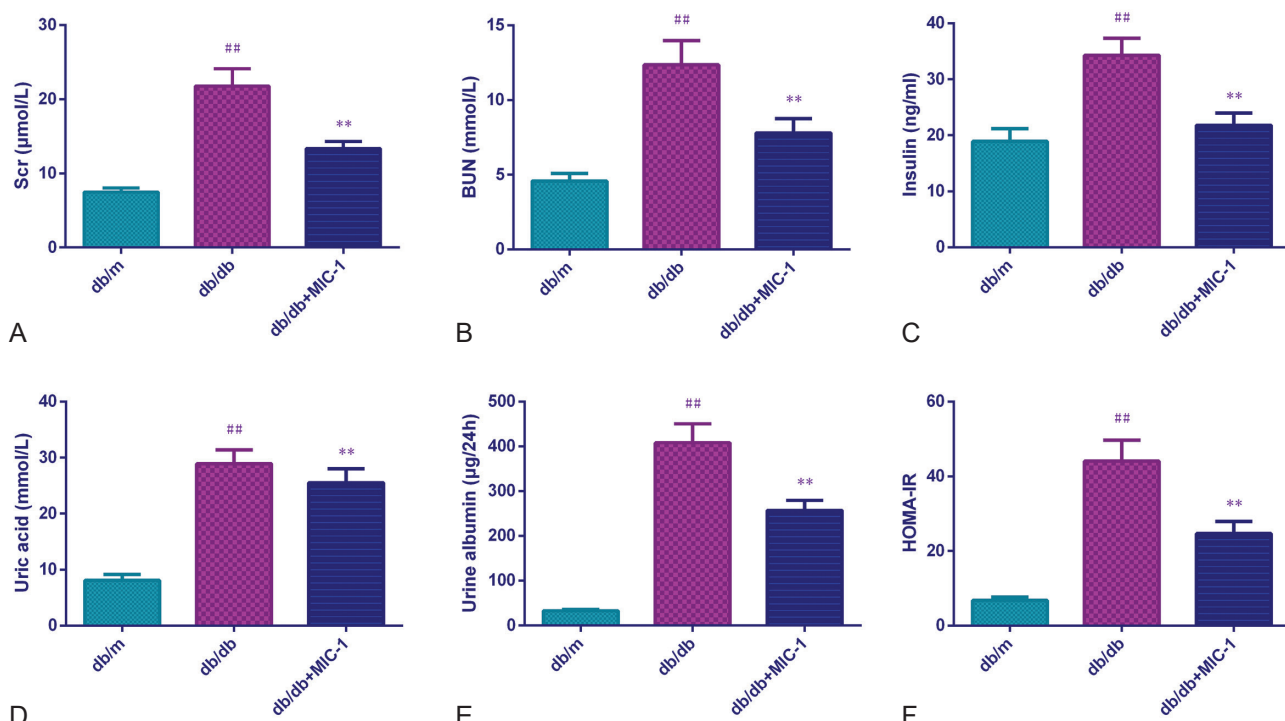 Scr (μmol/L)
30
20
10
0
##
**
db/m
db/db
db/db+MIC-1
A
BUN (mmol/L)
15
10
5
0
##
**
db/m
db/db
db/db+MIC-1
B
Insulin (ng/ml)
40
30
20
10
0
##
**
db/m
db/db
db/db+MIC-1
C
Uric acid (mmol/L)
40
30
20
10
0
##
**
db/m
db/db
db/db+MIC-1
D
Urine albumin (μg/24h)
500
400
300
200
100
0
##
**
db/m
db/db
db/db+MIC-1
E
HOMA-IR
60
40
20
0
##
**
db/m
db/db
db/db+MIC-1
F